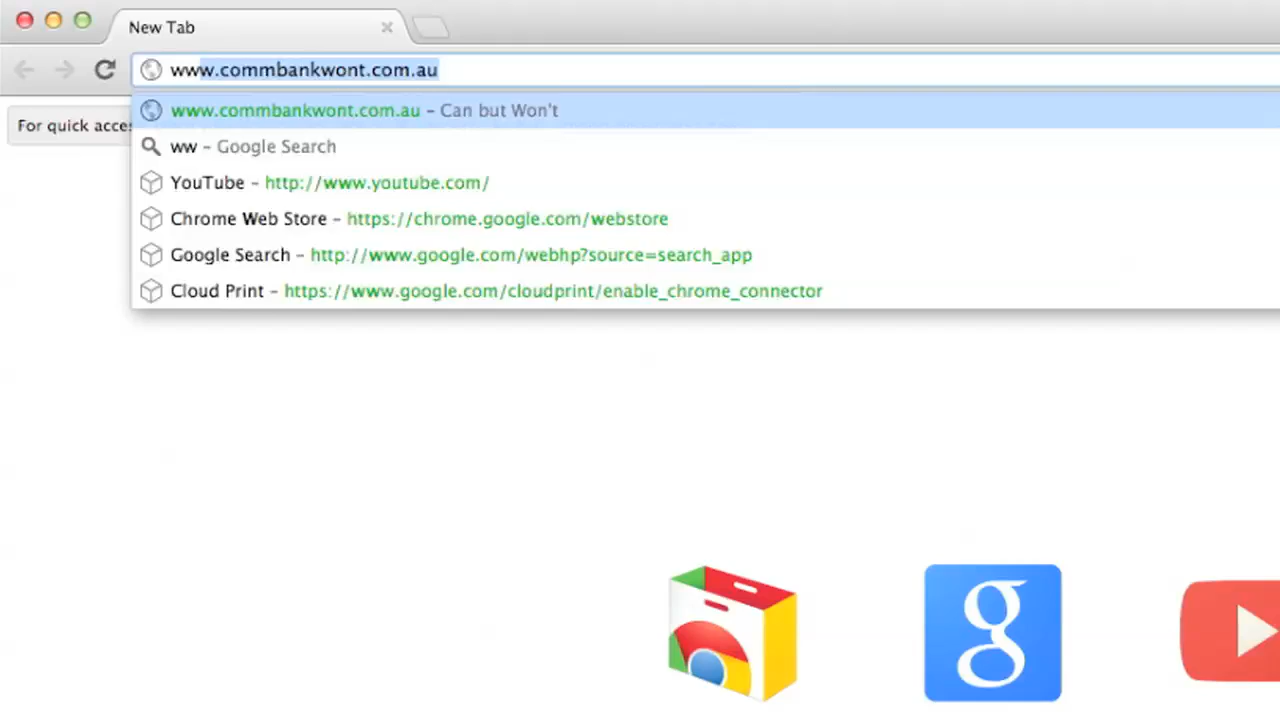 New Tab
www.commbankwont.com.au
www.commbankwont.com.au – Can but Won't
For quick acce
ww – Google Search
YouTube – http://www.youtube.com/
Chrome Web Store – https://chrome.google.com/webstore
Google Search – http://www.google.com/webhp?source=search_app
Cloud Print – https://www.google.com/cloudprint/enable_chrome_connector
g